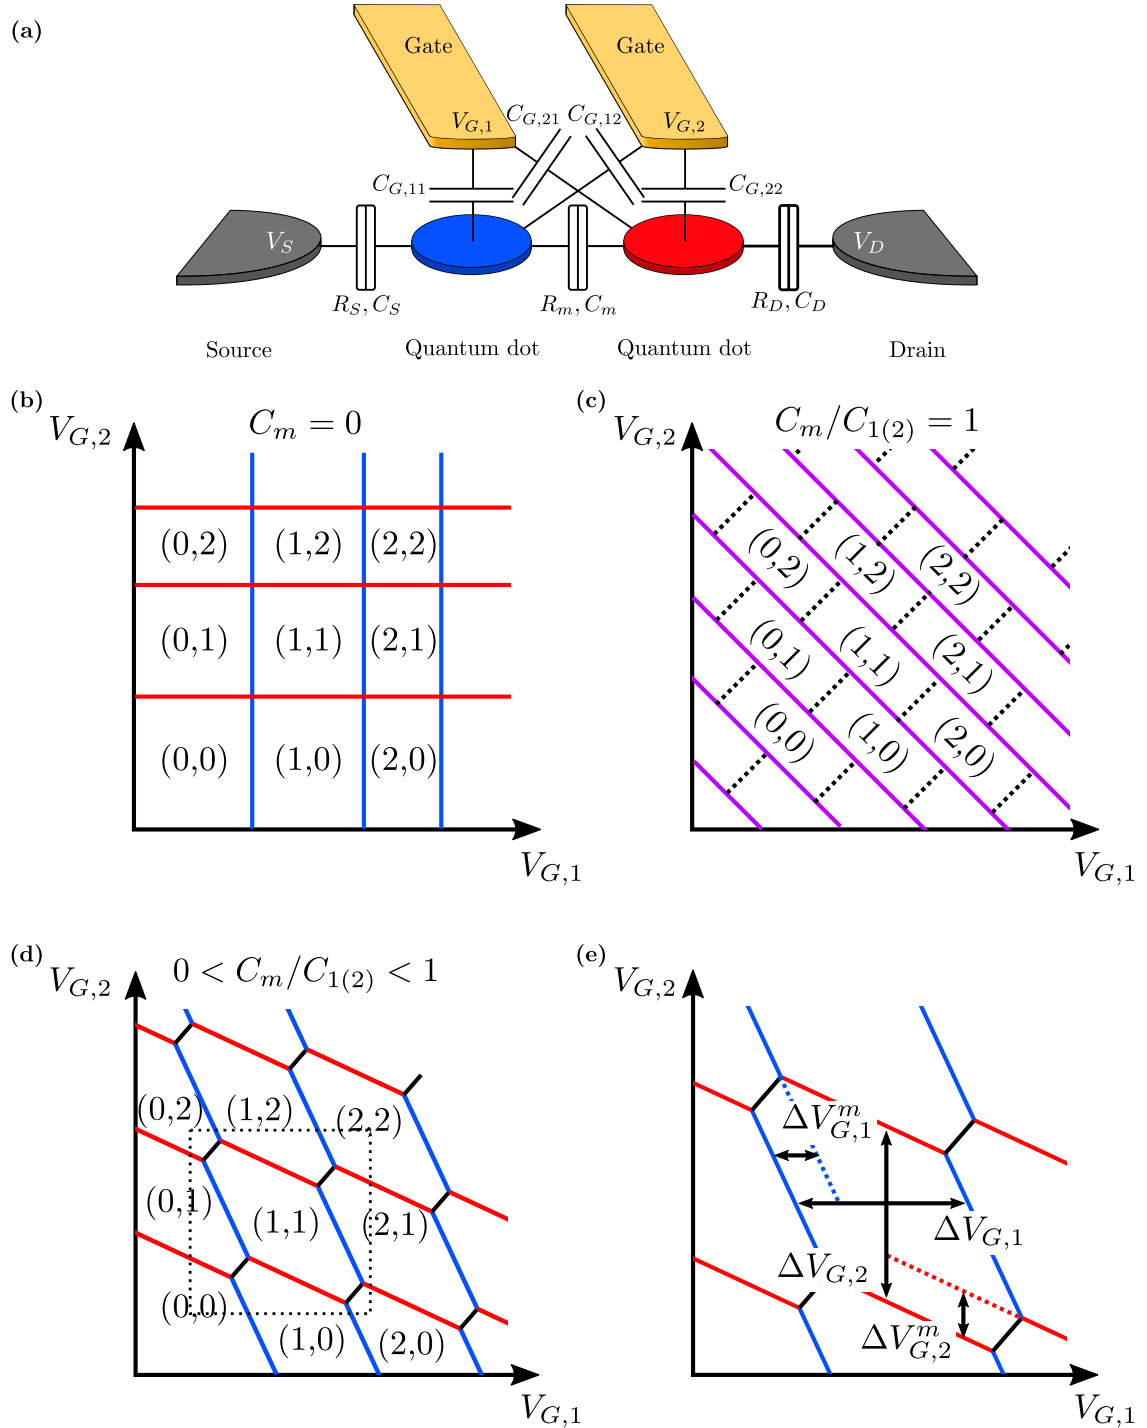 (a)
Gate Gate
V_{G,1} C_{G,21} C_{G,12} V_{G,2}
C_{G,11} C_{G,22}
V_S V_D
R_S, C_S R_m, C_m R_D, C_D
Source Quantum dot Quantum dot Drain
(b)
V_{G,2} C_m = 0
(0,2) (1,2) (2,2)
(0,1) (1,1) (2,1)
(0,0) (1,0) (2,0)
V_{G,1}
(c)
V_{G,2} C_m/C_{1(2)} = 1
(0,2) (1,2) (2,2)
(0,1) (1,1) (2,1)
(0,0) (1,0) (2,0)
V_{G,1}
(d)
V_{G,2} 0 < C_m/C_{1(2)} < 1
(0,2) (1,2) (2,2)
(0,1) (1,1) (2,1)
(0,0) (1,0) (2,0)
V_{G,1}
(e)
V_{G,2}
ΔV^m_{G,1}
ΔV_{G,1}
ΔV_{G,2}
ΔV^m_{G,2}
V_{G,1}